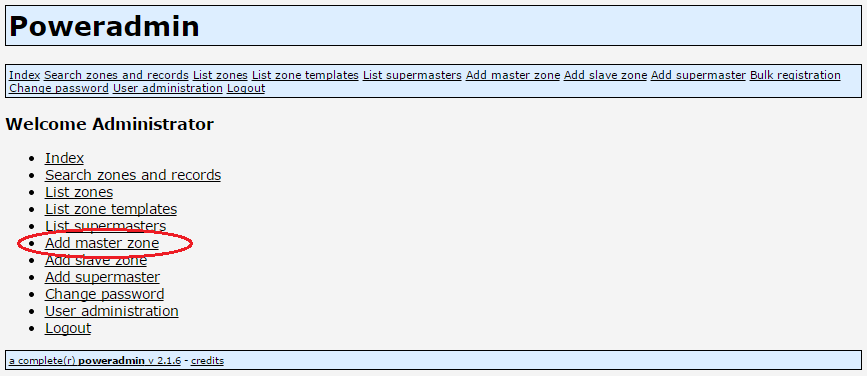 Poweradmin
Index Search zones and records List zones List zone templates List supermasters Add master zone Add slave zone Add supermaster Bulk registration
Change password User administration Logout
Welcome Administrator
Index
Search zones and records
List zones
List zone templates
List supermasters
Add master zone
Add slave zone
Add supermaster
Change password
User administration
Logout
a complete(r) poweradmin v 2.1.6 - credits